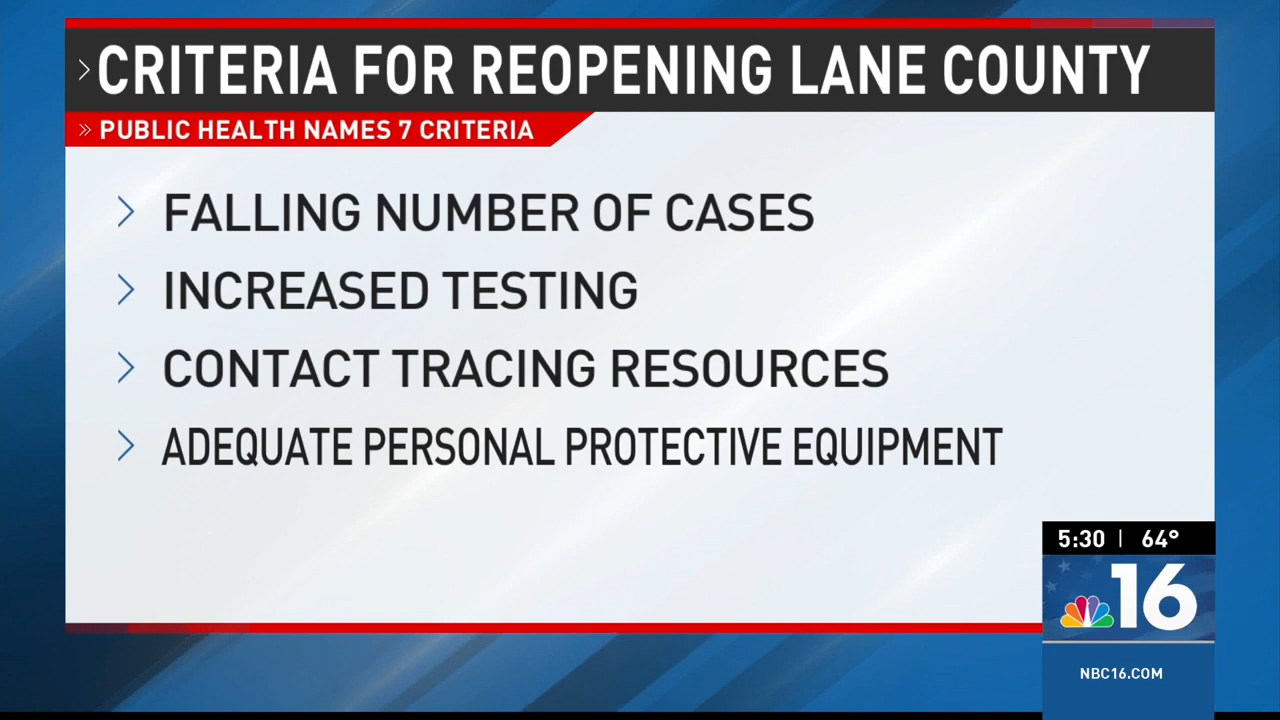 CRITERIA FOR REOPENING LANE COUNTY
PUBLIC HEALTH NAMES 7 CRITERIA
FALLING NUMBER OF CASES
INCREASED TESTING
CONTACT TRACING RESOURCES
ADEQUATE PERSONAL PROTECTIVE EQUIPMENT
5:30 | 64°
16
NBC16.COM